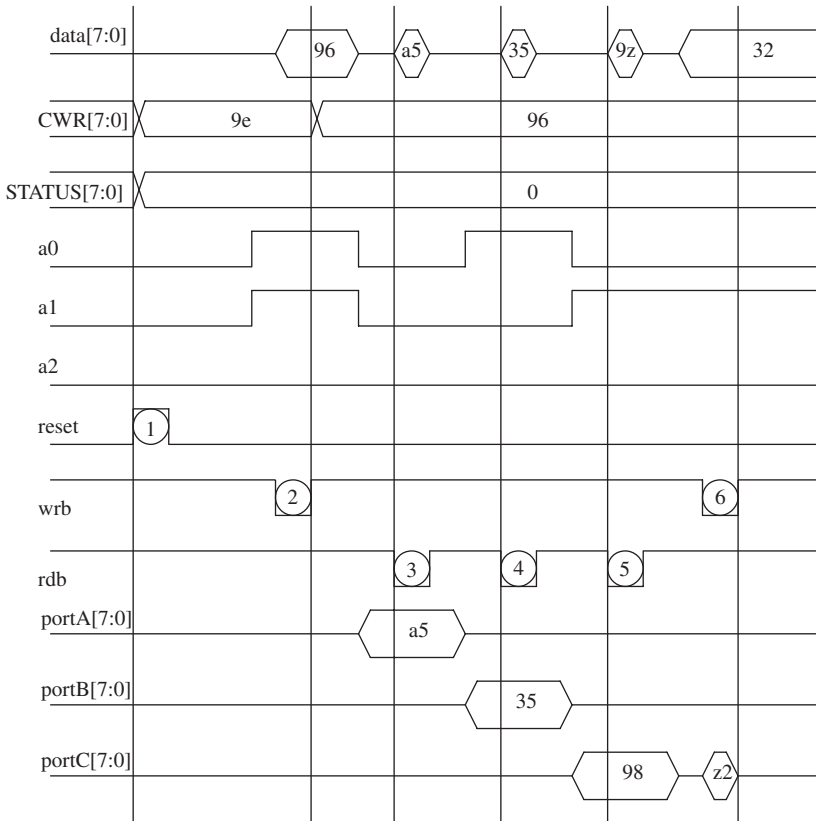 data[7:0] 96 a5 35 9z 32
CWR[7:0] 9e 96
STATUS[7:0] 0
a0
a1
a2
reset 1
wrb 2 6
rdb 3 4 5
portA[7:0] a5
portB[7:0] 35
portC[7:0] 98 z2